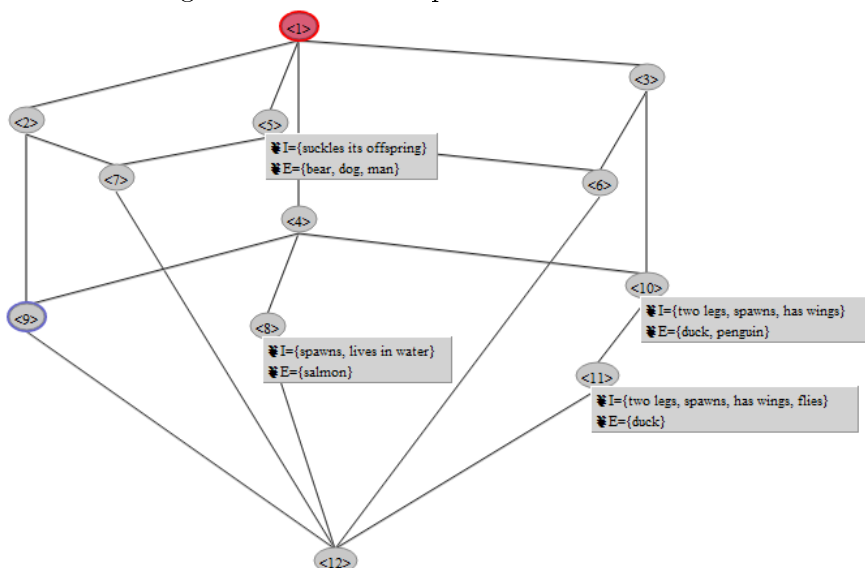 <1>
<3>
<2>
<5>
I={suckles its offspring}
E={bear, dog, man}
<7>
<6>
<4>
<9>
<10>
I={two legs, spawns, has wings}
E={duck, penguin}
<8>
I={spawns, lives in water}
E={salmon}
<11>
I={two legs, spawns, has wings, flies}
E={duck}
<12>